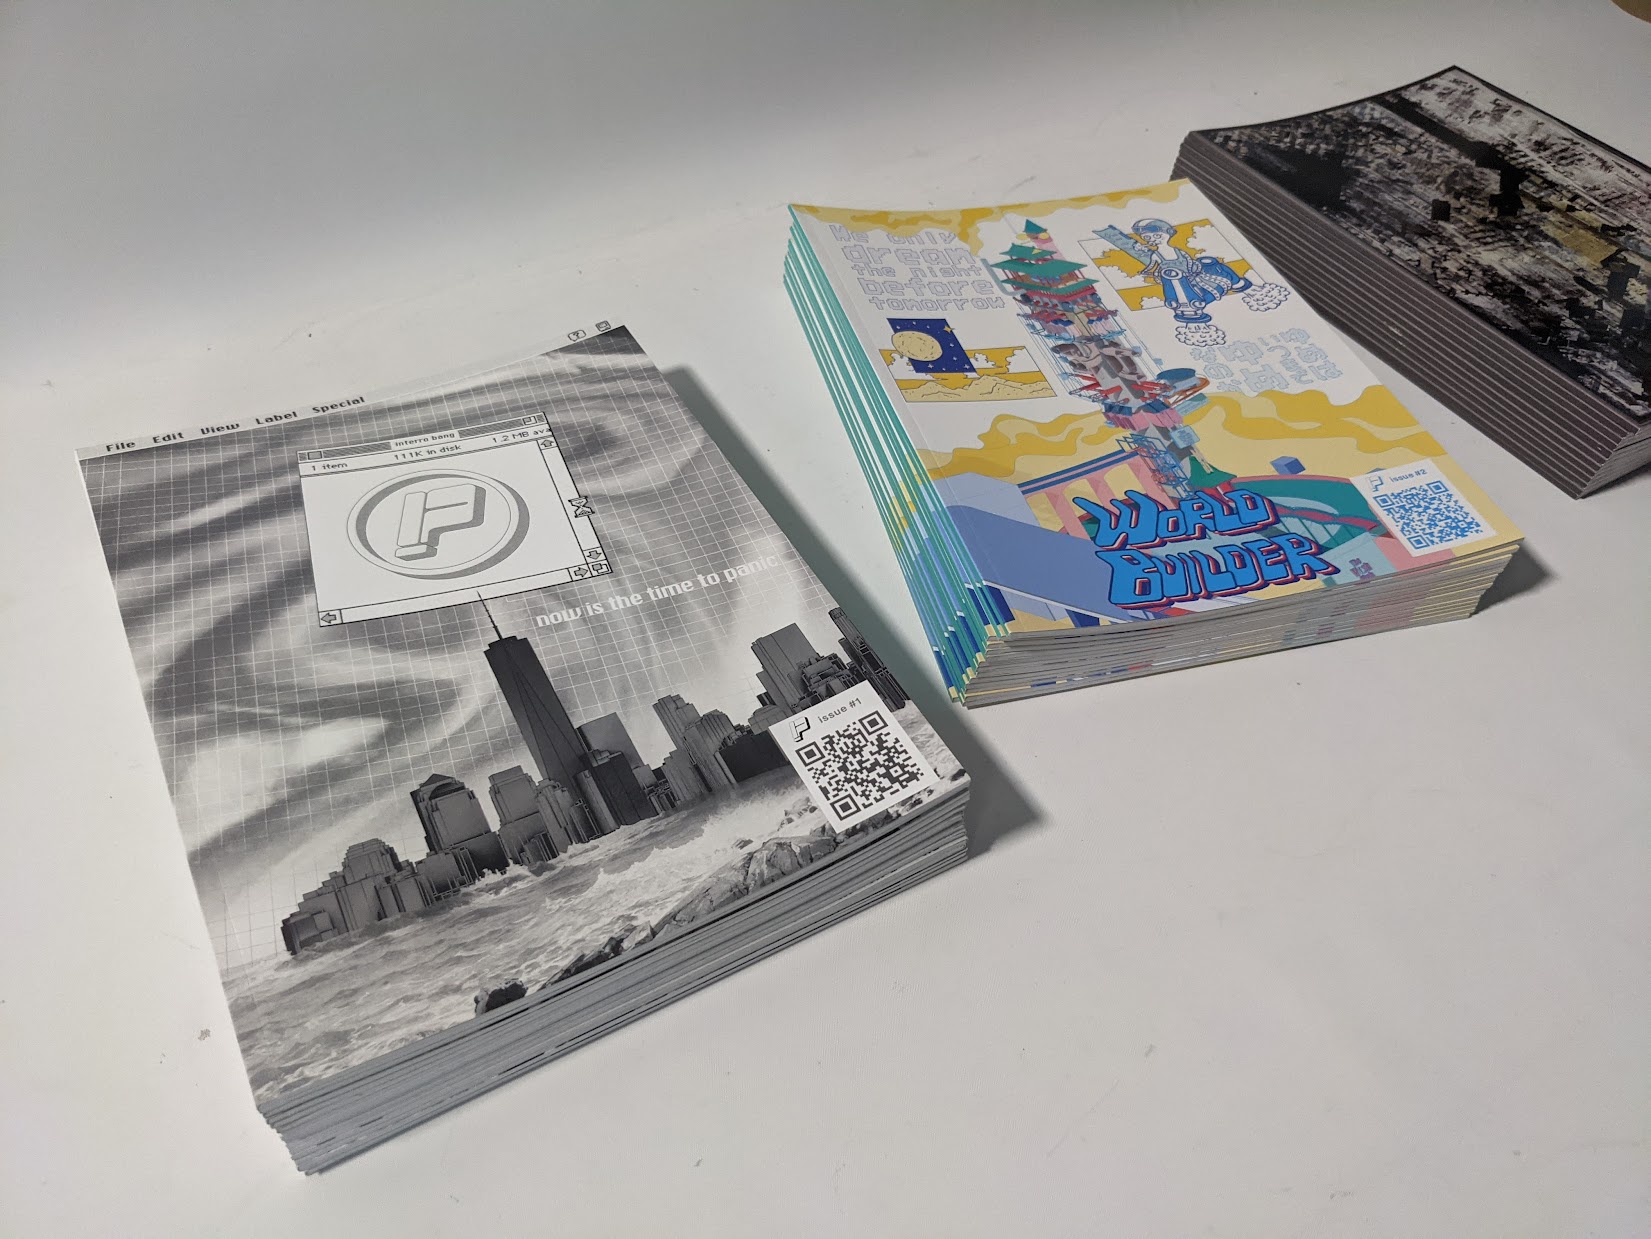 File Edit View Label Special
interro bang
1 item 111K in disk 1.2 MB ava
now is the time to panic
issue #1
We only
dream
the night
before
tomorrow
WORLD
BUILDER
issue #2